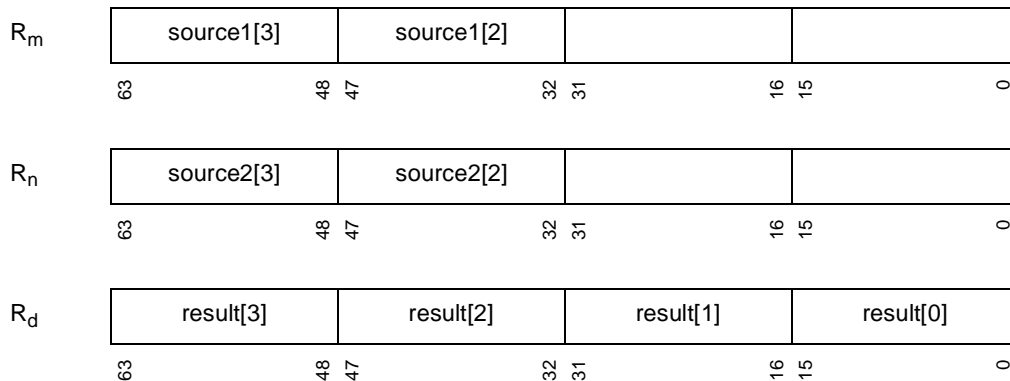 Rm source1[3] source1[2]
63 48 47 32 31 16 15 0
Rn source2[3] source2[2]
63 48 47 32 31 16 15 0
Rd result[3] result[2] result[1] result[0]
63 48 47 32 31 16 15 0